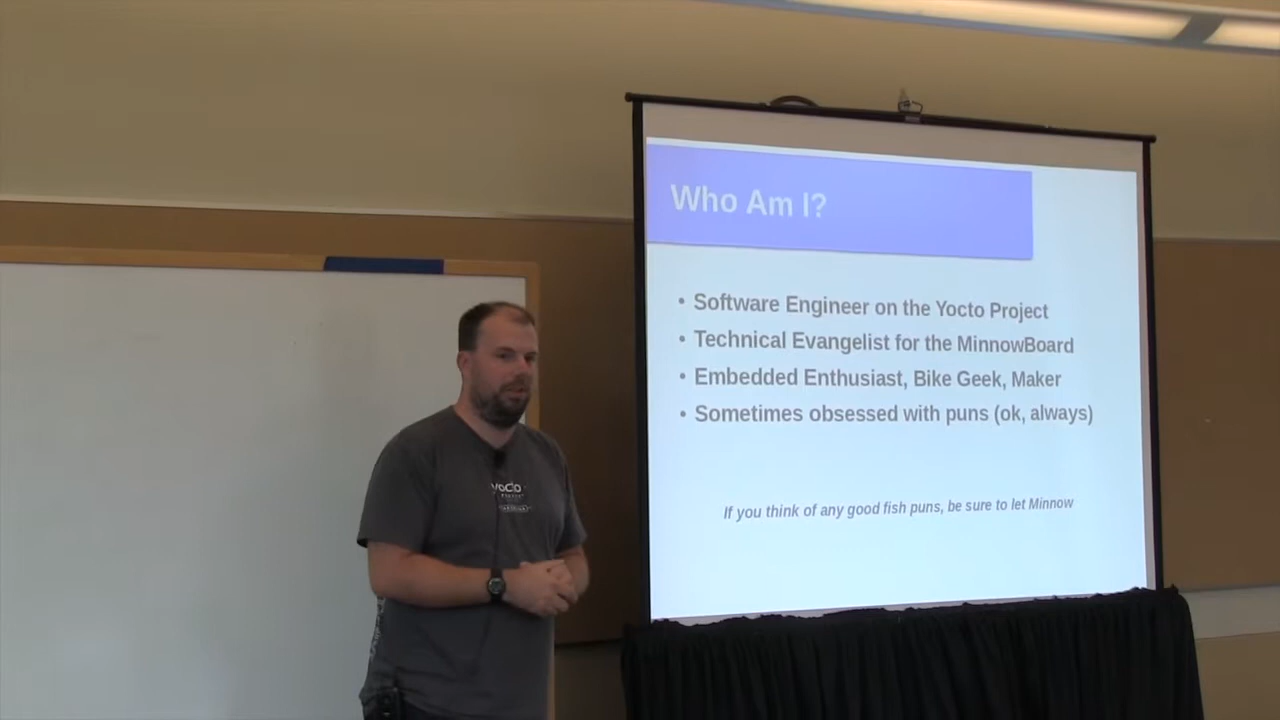 Who Am I?
• Software Engineer on the Yocto Project
• Technical Evangelist for the MinnowBoard
• Embedded Enthusiast, Bike Geek, Maker
• Sometimes obsessed with puns (ok, always)
If you think of any good fish puns, be sure to let Minnow
yocto